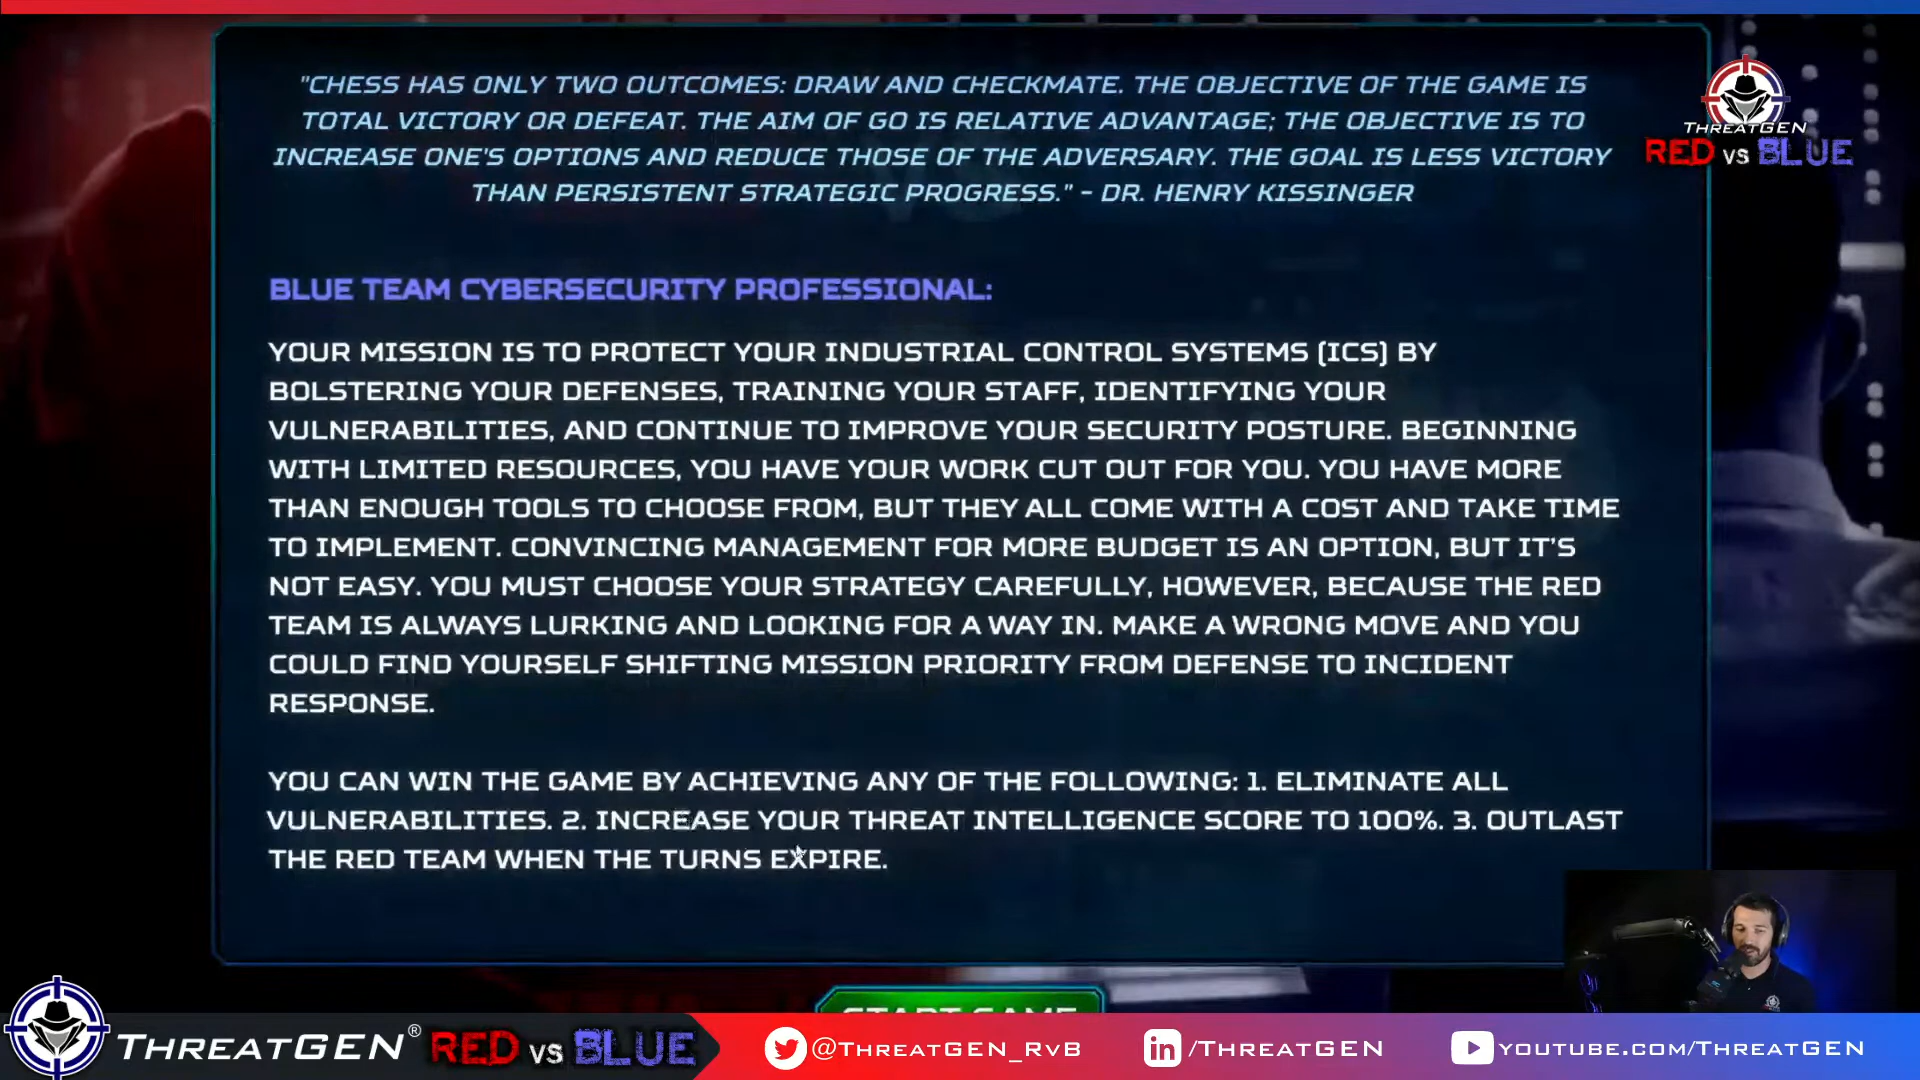 "CHESS HAS ONLY TWO OUTCOMES: DRAW AND CHECKMATE. THE OBJECTIVE OF THE GAME IS
TOTAL VICTORY OR DEFEAT. THE AIM OF GO IS RELATIVE ADVANTAGE; THE OBJECTIVE IS TO
INCREASE ONE'S OPTIONS AND REDUCE THOSE OF THE ADVERSARY. THE GOAL IS LESS VICTORY
THAN PERSISTENT STRATEGIC PROGRESS." - DR. HENRY KISSINGER
THREATGEN
RED VS BLUE
BLUE TEAM CYBERSECURITY PROFESSIONAL:
YOUR MISSION IS TO PROTECT YOUR INDUSTRIAL CONTROL SYSTEMS (ICS) BY
BOLSTERING YOUR DEFENSES, TRAINING YOUR STAFF, IDENTIFYING YOUR
VULNERABILITIES, AND CONTINUE TO IMPROVE YOUR SECURITY POSTURE. BEGINNING
WITH LIMITED RESOURCES, YOU HAVE YOUR WORK CUT OUT FOR YOU. YOU HAVE MORE
THAN ENOUGH TOOLS TO CHOOSE FROM, BUT THEY ALL COME WITH A COST AND TAKE TIME
TO IMPLEMENT. CONVINCING MANAGEMENT FOR MORE BUDGET IS AN OPTION, BUT IT'S
NOT EASY. YOU MUST CHOOSE YOUR STRATEGY CAREFULLY, HOWEVER, BECAUSE THE RED
TEAM IS ALWAYS LURKING AND LOOKING FOR A WAY IN. MAKE A WRONG MOVE AND YOU
COULD FIND YOURSELF SHIFTING MISSION PRIORITY FROM DEFENSE TO INCIDENT
RESPONSE.
YOU CAN WIN THE GAME BY ACHIEVING ANY OF THE FOLLOWING: 1. ELIMINATE ALL
VULNERABILITIES. 2. INCREASE YOUR THREAT INTELLIGENCE SCORE TO 100%. 3. OUTLAST
THE RED TEAM WHEN THE TURNS EXPIRE.
START GAME
THREATGEN® RED VS BLUE
@THREATGEN_RVB
/THREATGEN
YOUTUBE.COM/THREATGEN